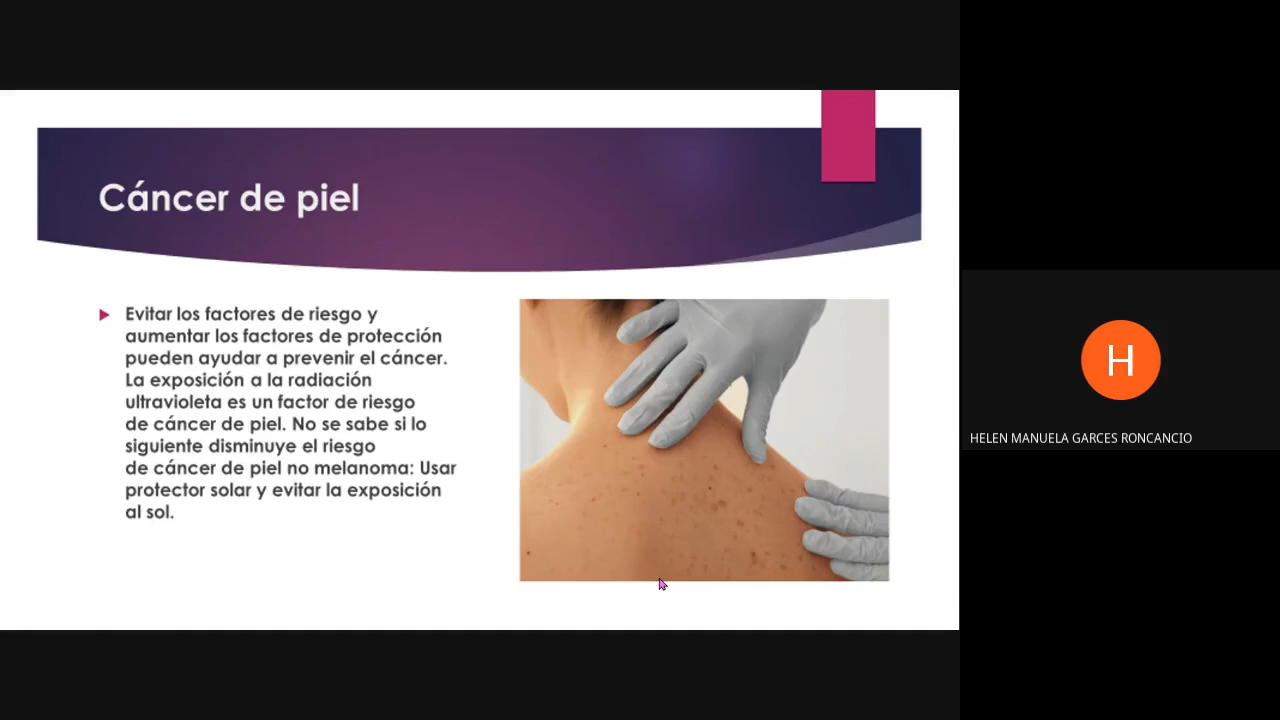 Cáncer de piel
Evitar los factores de riesgo y
aumentar los factores de protección
pueden ayudar a prevenir el cáncer.
La exposición a la radiación
ultravioleta es un factor de riesgo
de cáncer de piel. No se sabe si lo
siguiente disminuye el riesgo
de cáncer de piel no melanoma: Usar
protector solar y evitar la exposición
al sol.
H
HELEN MANUELA GARCES RONCANCIO